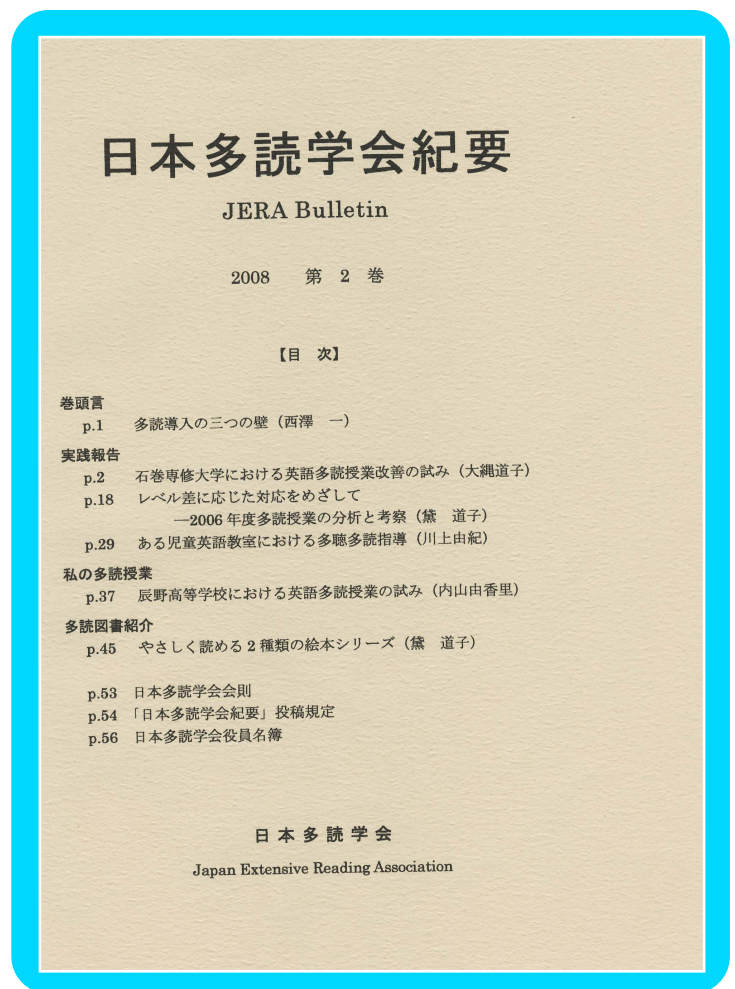 日本多読学会紀要
JERA Bulletin
2008　第 2 巻
【目　次】
巻頭言
p.1　多読導入の三つの壁（西澤　一）
実践報告
p.2　石巻専修大学における英語多読授業改善の試み（大縄道子）
p.18　レベル差に応じた対応をめざして
―2006 年度多読授業の分析と考察（黛　道子）
p.29　ある児童英語教室における多聴多読指導（川上由紀）
私の多読授業
p.37　辰野高等学校における英語多読授業の試み（内山由香里）
多読図書紹介
p.45　やさしく読める 2 種類の絵本シリーズ（黛　道子）
p.53　日本多読学会会則
p.54　「日本多読学会紀要」投稿規定
p.56　日本多読学会役員名簿
日本多読学会
Japan Extensive Reading Association